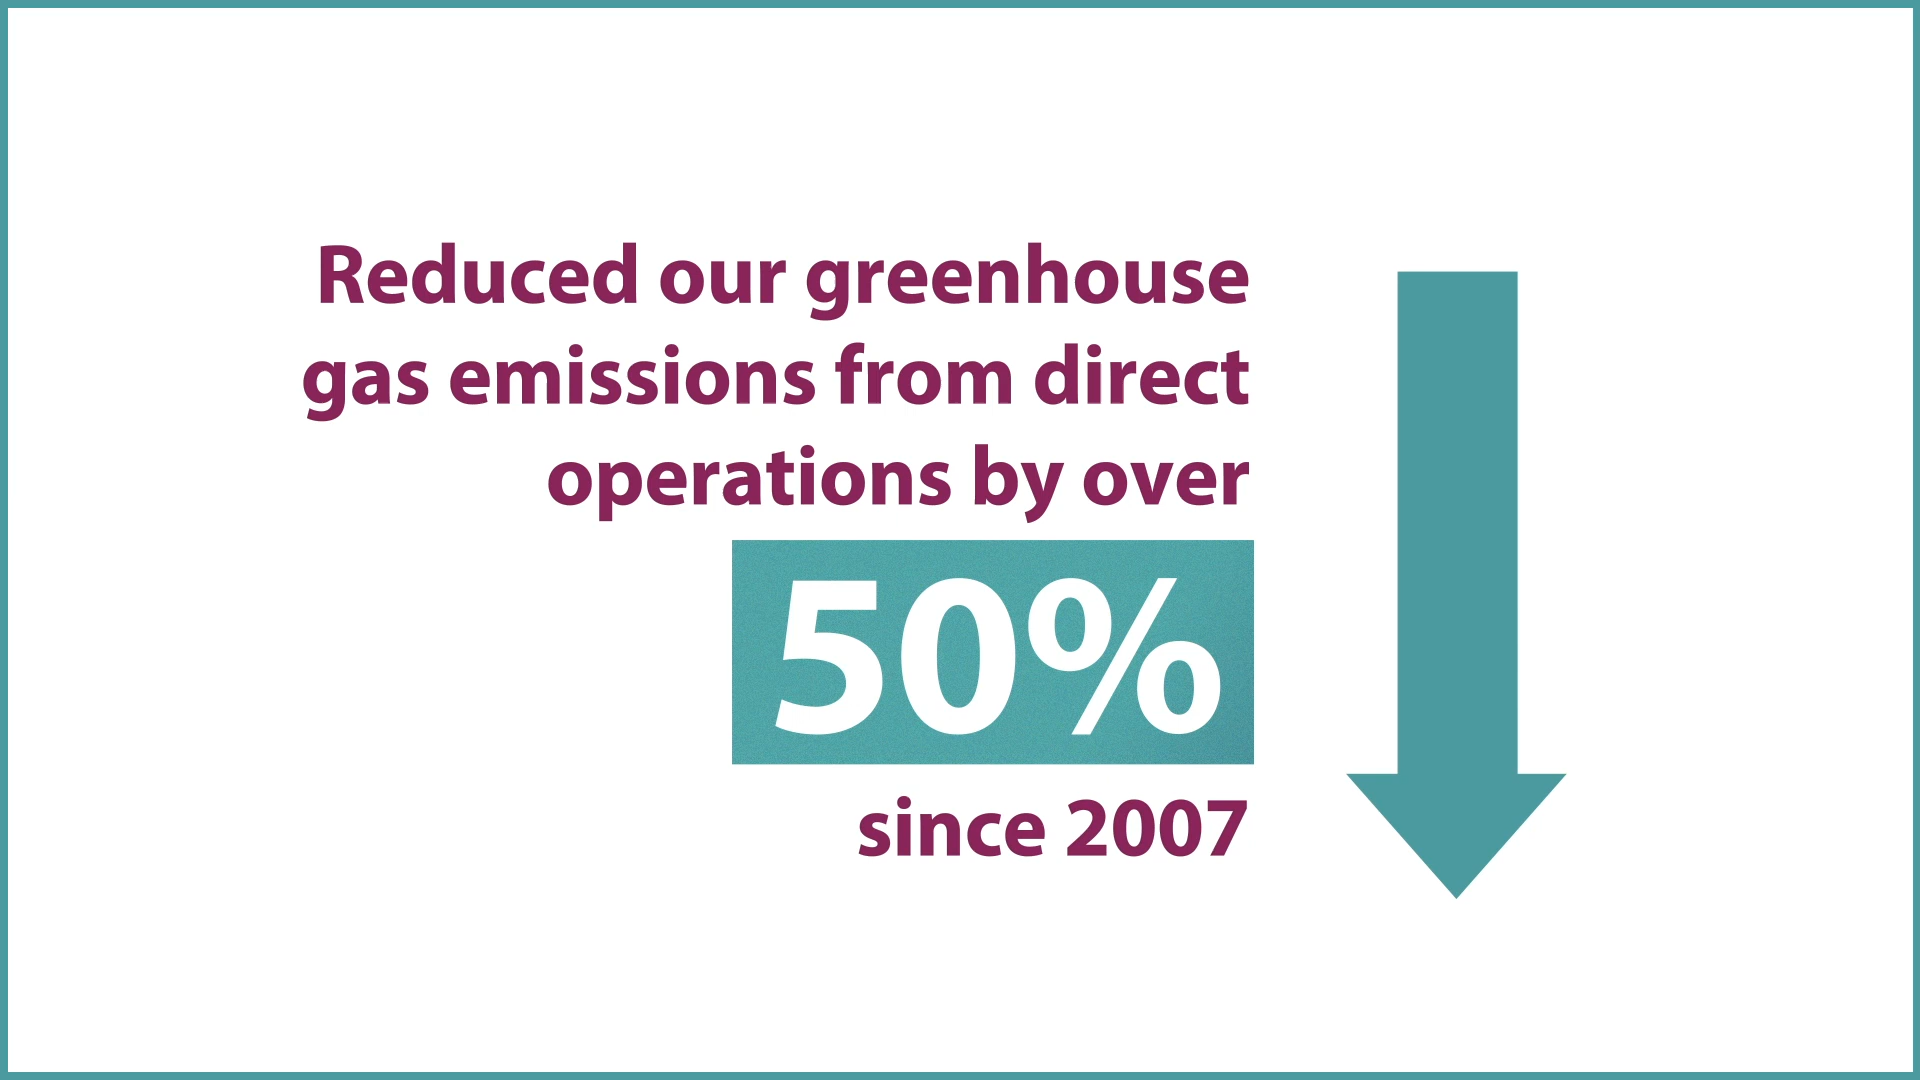 Reduced our greenhouse
gas emissions from direct
operations by over
50%
since 2007